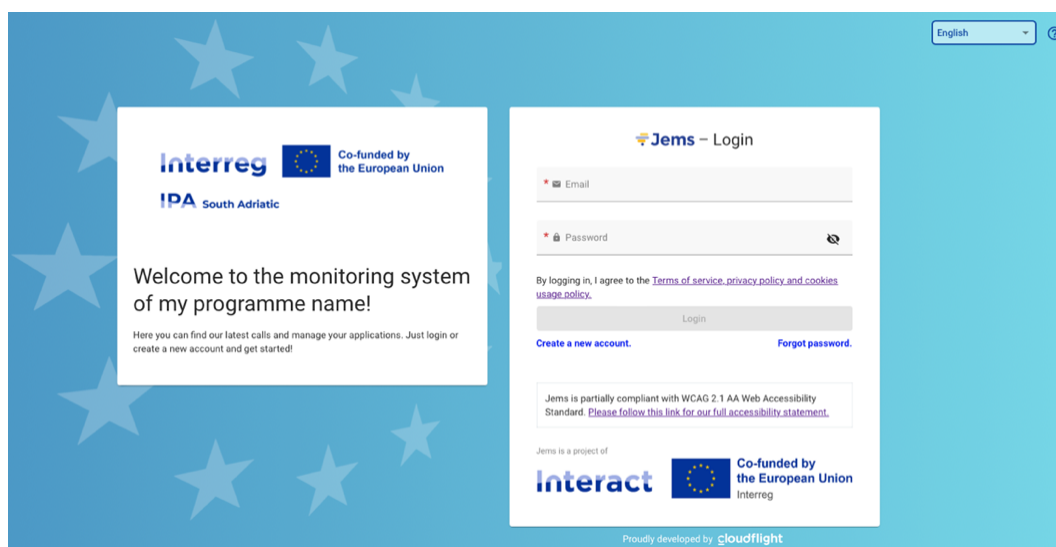 English
Interreg
Co-funded by
the European Union
IPA South Adriatic
Welcome to the monitoring system
of my programme name!
Here you can find our latest calls and manage your applications. Just login or
create a new account and get started!
Jems – Login
* Email
* Password
By logging in, I agree to the Terms of service, privacy policy and cookies
usage policy.
Login
Create a new account.
Forgot password.
Jems is partially compliant with WCAG 2.1 AA Web Accessibility
Standard. Please follow this link for our full accessibility statement.
Jems is a project of
Interact
Co-funded by
the European Union
Interreg
Proudly developed by cloudflight